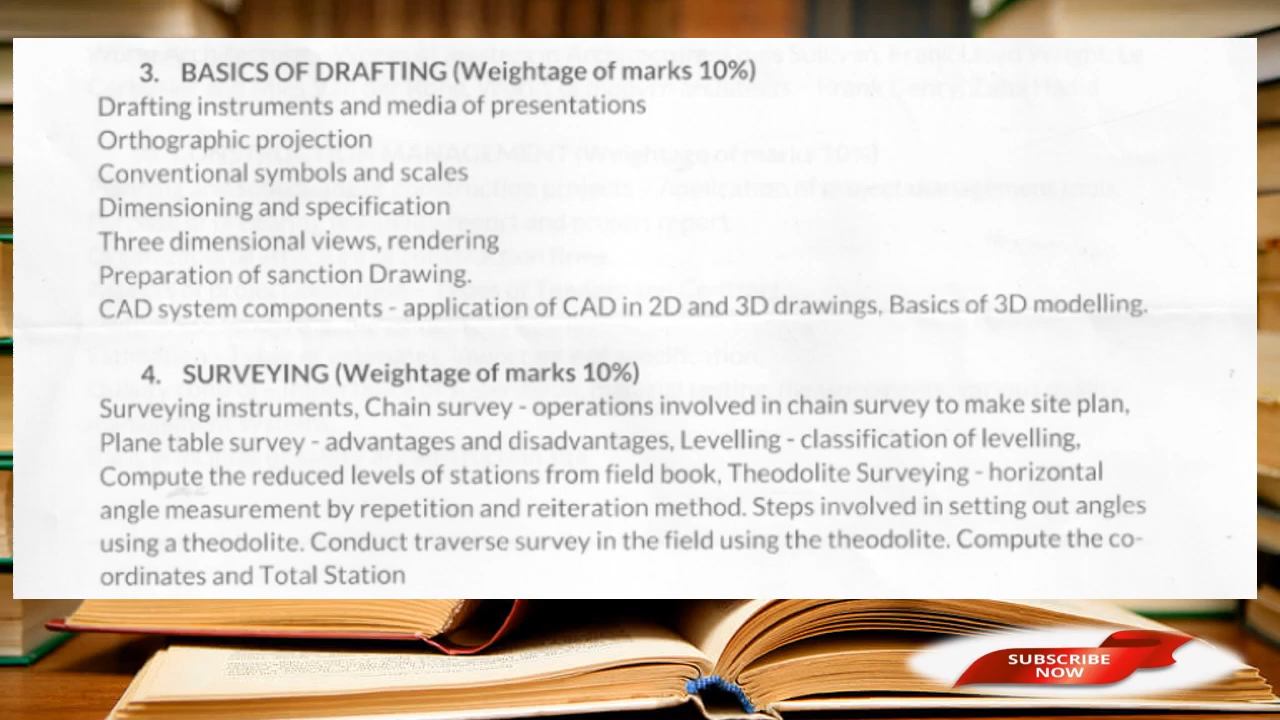 3. BASICS OF DRAFTING (Weightage of marks 10%)
Drafting instruments and media of presentations
Orthographic projection
Conventional symbols and scales
Dimensioning and specification
Three dimensional views, rendering
Preparation of sanction Drawing.
CAD system components - application of CAD in 2D and 3D drawings, Basics of 3D modelling.
4. SURVEYING (Weightage of marks 10%)
Surveying instruments, Chain survey - operations involved in chain survey to make site plan,
Plane table survey - advantages and disadvantages, Levelling - classification of levelling,
Compute the reduced levels of stations from field book, Theodolite Surveying - horizontal
angle measurement by repetition and reiteration method. Steps involved in setting out angles
using a theodolite. Conduct traverse survey in the field using the theodolite. Compute the co-
ordinates and Total Station
SUBSCRIBE
NOW